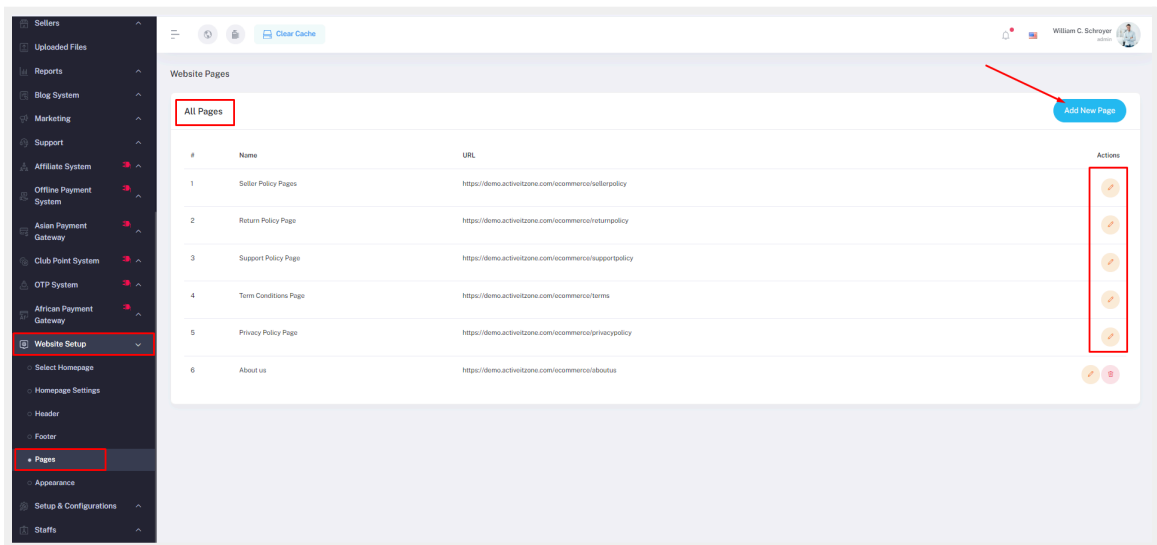 Sellers
Uploaded Files
Reports
Blog System
Marketing
Support
Affiliate System
Offline Payment
System
Asian Payment
Gateway
Club Point System
OTP System
African Payment
Gateway
Website Setup
Select Homepage
Homepage Settings
Header
Footer
Pages
Appearance
Setup & Configurations
Staffs
Clear Cache
William C. Schroyer
admin
Website Pages
All Pages
Add New Page
# Name URL Actions
1 Seller Policy Pages https://demo.activeitzone.com/ecommerce/sellerpolicy
2 Return Policy Page https://demo.activeitzone.com/ecommerce/returnpolicy
3 Support Policy Page https://demo.activeitzone.com/ecommerce/supportpolicy
4 Term Conditions Page https://demo.activeitzone.com/ecommerce/terms
5 Privacy Policy Page https://demo.activeitzone.com/ecommerce/privacypolicy
6 About us https://demo.activeitzone.com/ecommerce/aboutus